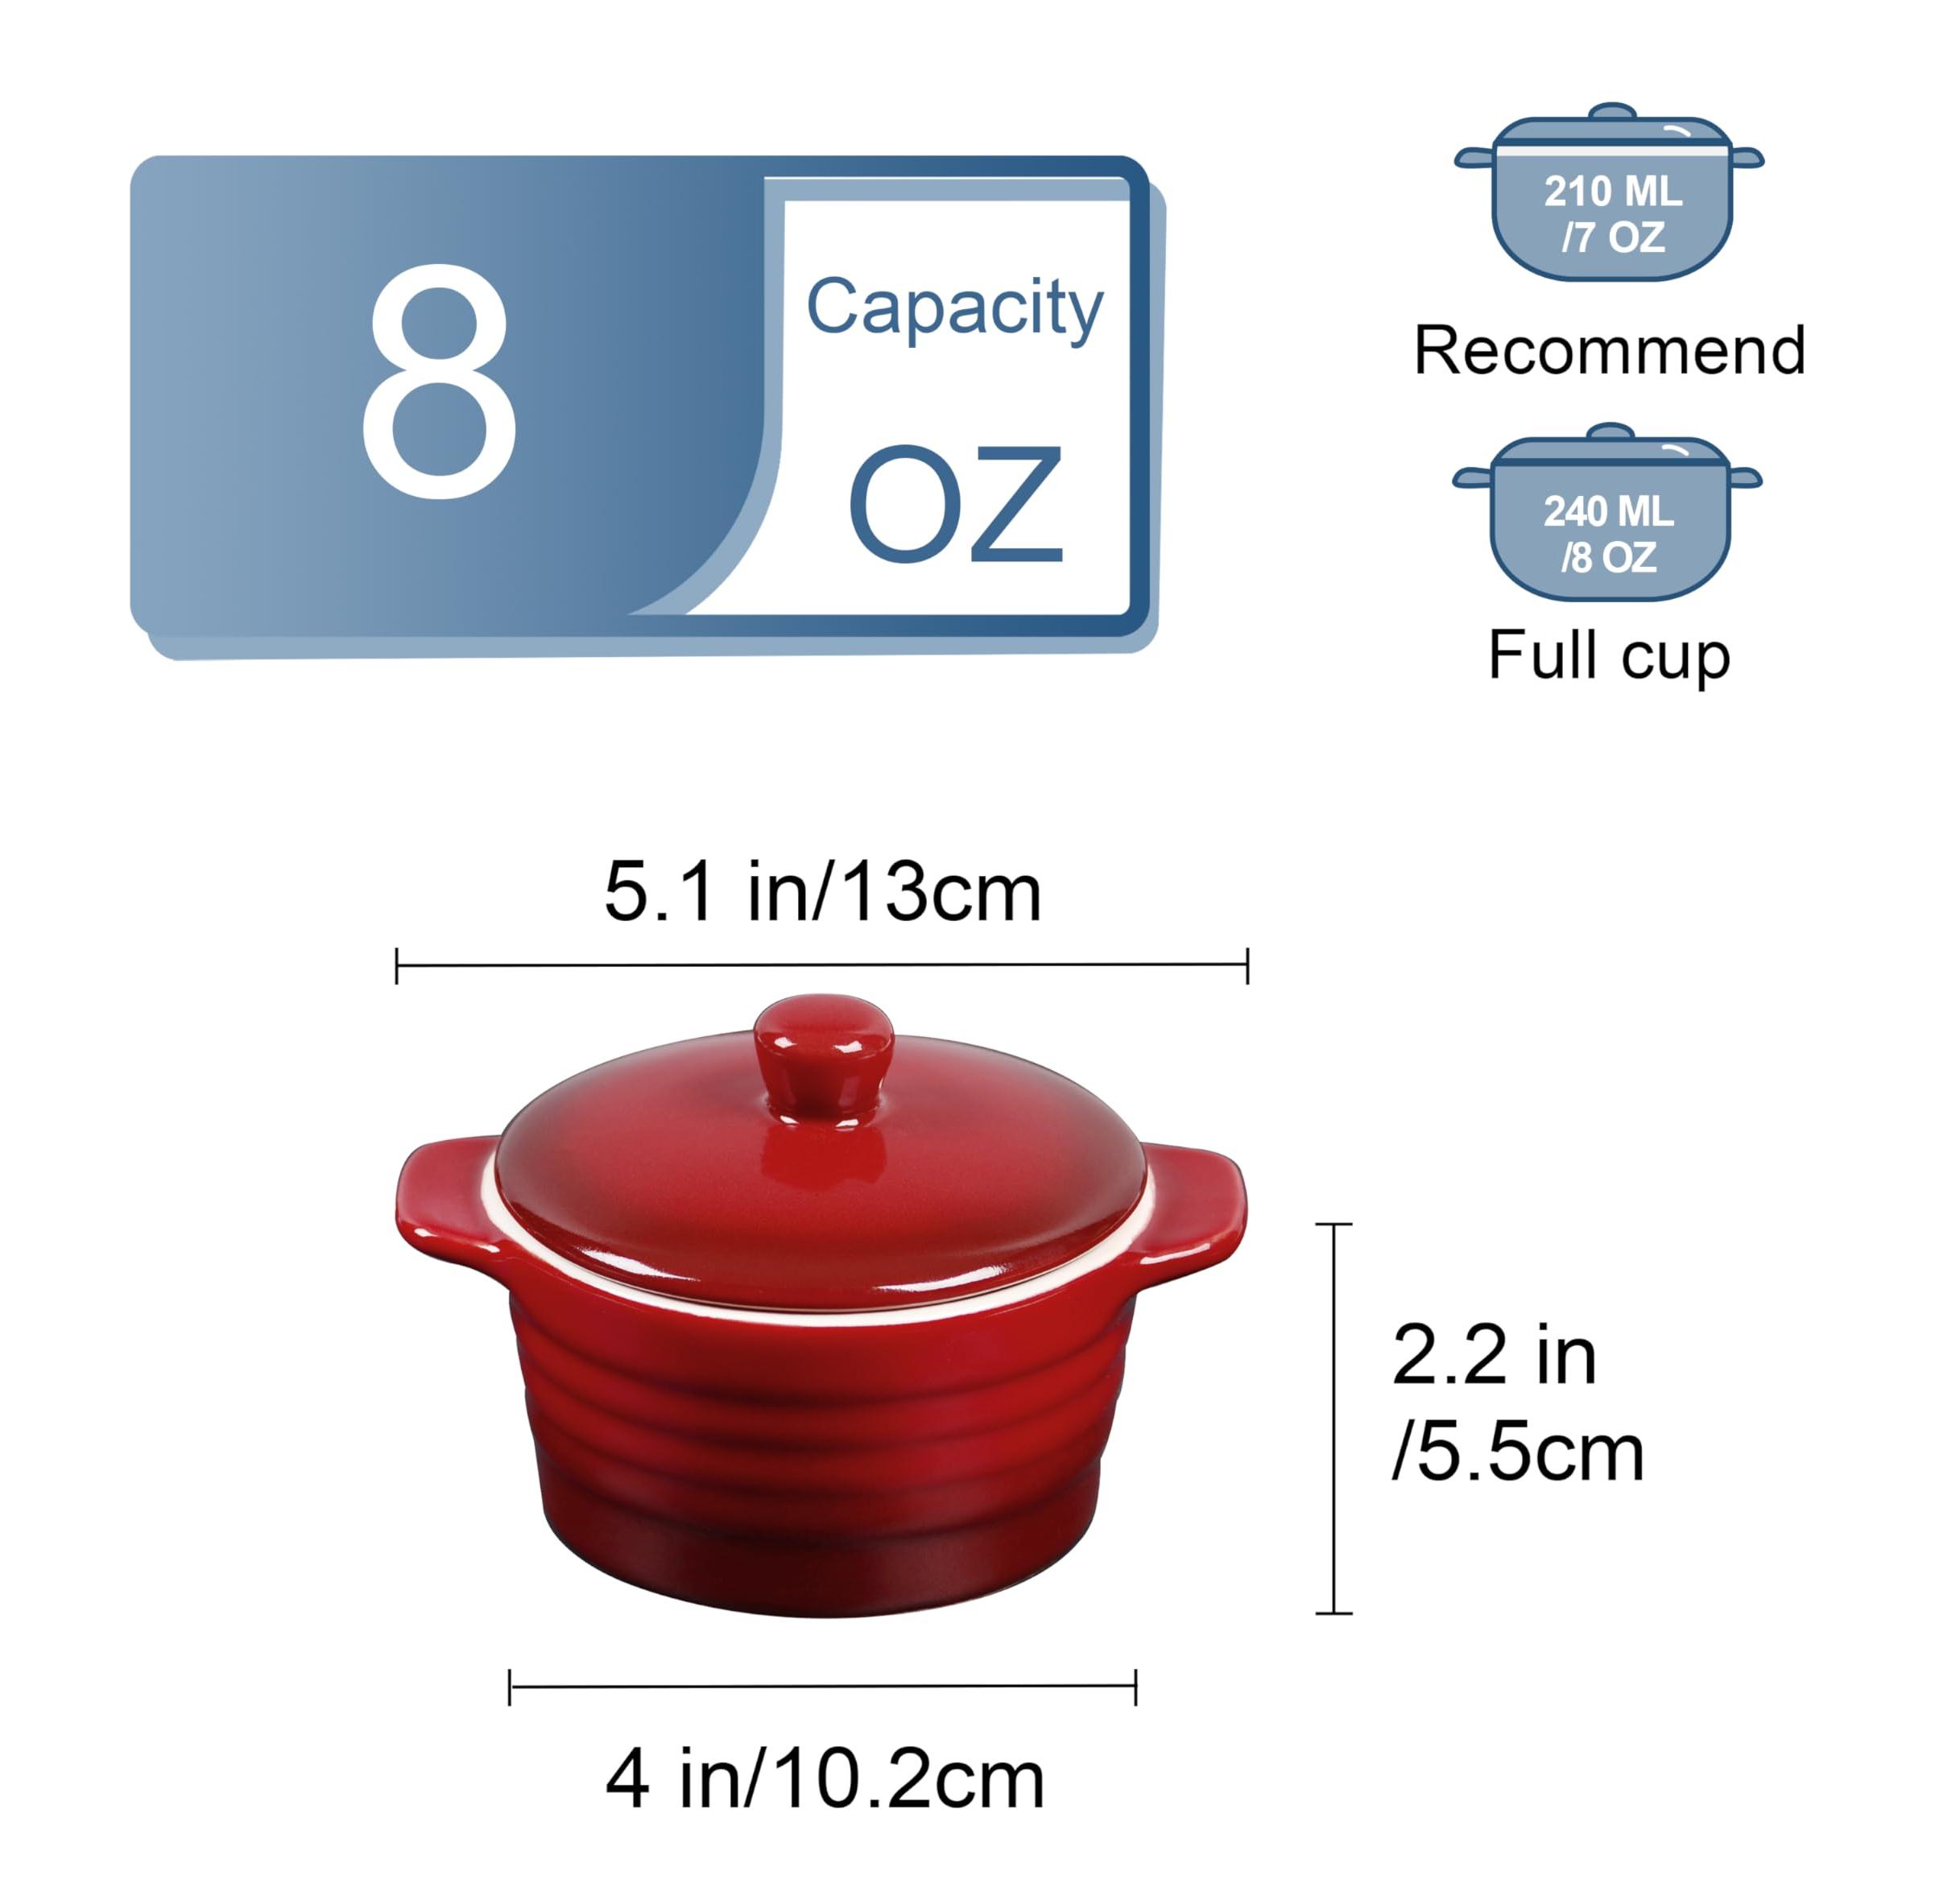 8
Capacity
OZ
210 ML
/7 OZ
Recommend
240 ML
/8 OZ
Full cup
5.1 in/13cm
2.2 in
/5.5cm
4 in/10.2cm